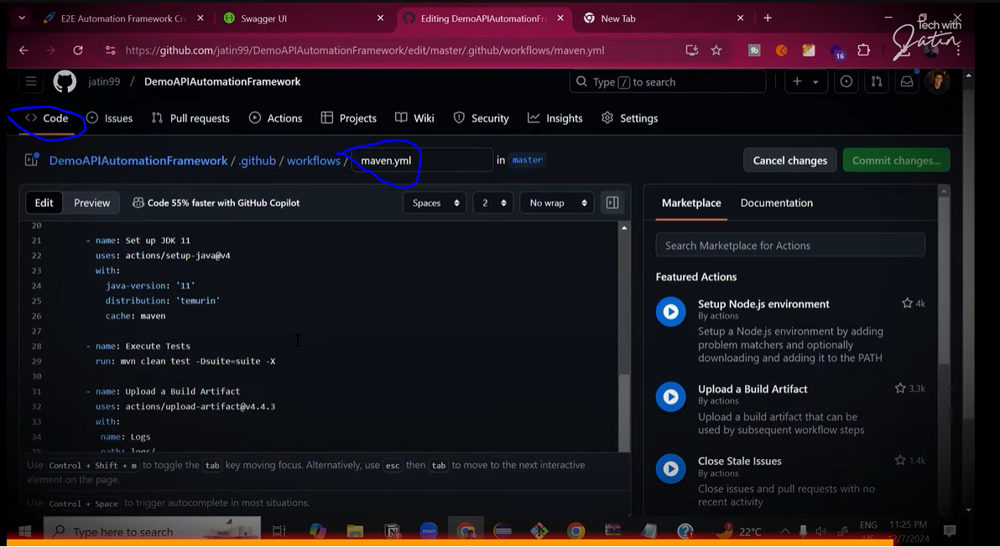 E2E Automation Framework Cre
Swagger UI
Editing DemoAPIAutomationFr
New Tab
Tech with
Jatin
https://github.com/jatin99/DemoAPIAutomationFramework/edit/master/.github/workflows/maven.yml
16
jatin99 / DemoAPIAutomationFramework
Type / to search
<> Code
Issues
Pull requests
Actions
Projects
Wiki
Security
Insights
Settings
DemoAPIAutomationFramework / .github / workflows / maven.yml in master
Cancel changes
Commit changes...
Edit
Preview
Code 55% faster with GitHub Copilot
Spaces
2
No wrap
20
21 - name: Set up JDK 11
22 uses: actions/setup-java@v4
23 with:
24 java-version: '11'
25 distribution: 'temurin'
26 cache: maven
27
28 - name: Execute Tests
29 run: mvn clean test -Dsuite=suite -X
30
31 - name: Upload a Build Artifact
32 uses: actions/upload-artifact@v4.4.3
33 with:
34 name: Logs
35 path: logs/
Use Control + Shift + m to toggle the tab key moving focus. Alternatively, use esc then tab to move to the next interactive
element on the page.
Use Control + Space to trigger autocomplete in most situations.
Marketplace
Documentation
Search Marketplace for Actions
Featured Actions
Setup Node.js environment
4k
By actions
Setup a Node.js environment by adding
problem matchers and optionally
downloading and adding it to the PATH
Upload a Build Artifact
3.3k
By actions
Upload a build artifact that can be
used by subsequent workflow steps
Close Stale Issues
1.4k
By actions
Close issues and pull requests with no
recent activity
Type here to search
zoom
22°C
ENG
11:25 PM
/7/2024